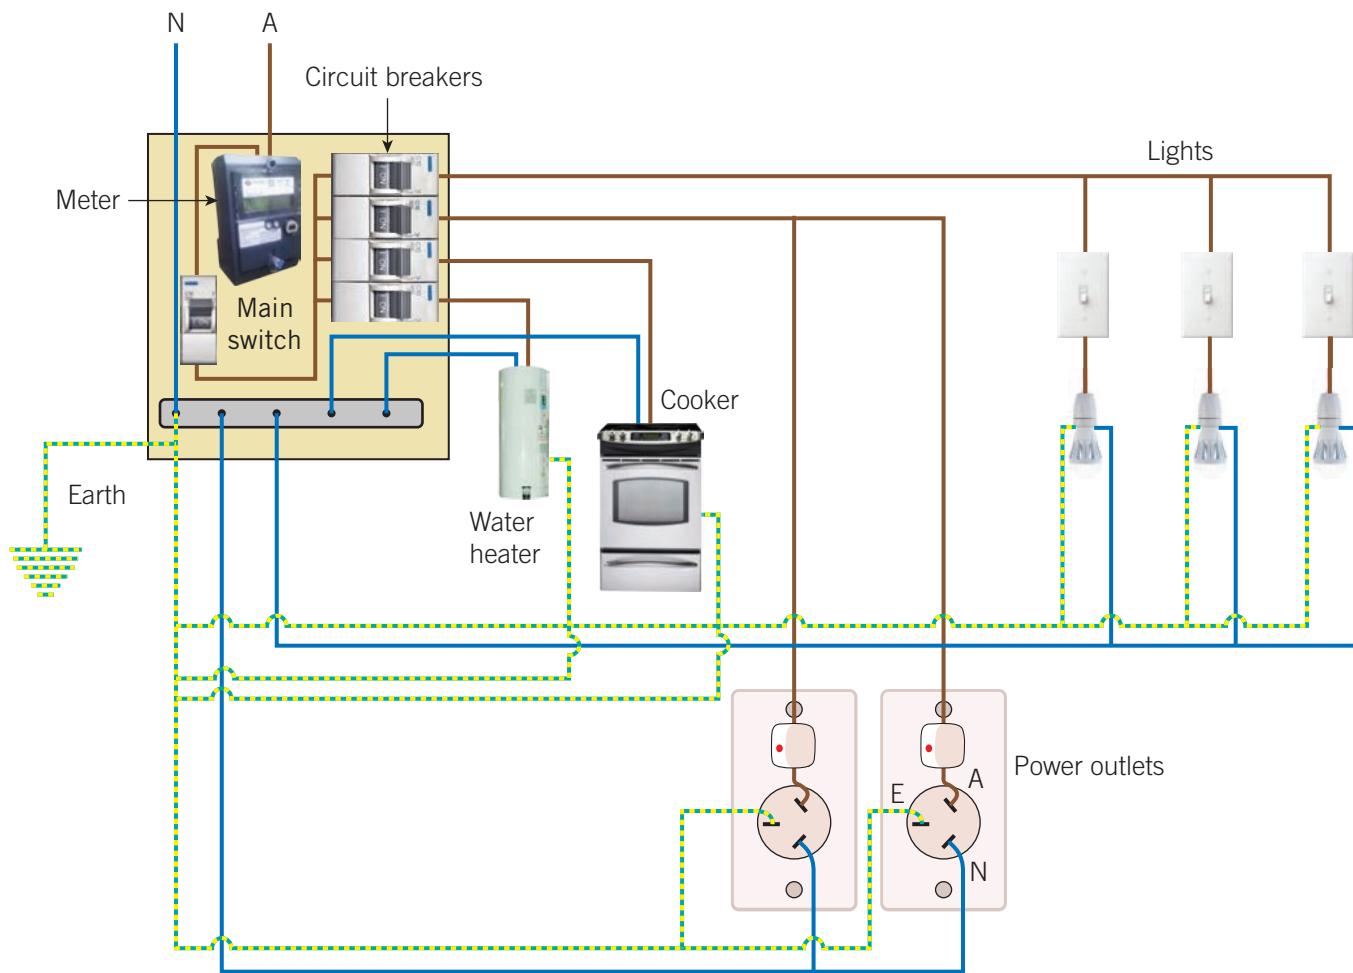 N
A
Circuit breakers
Lights
Meter
Main
switch
Cooker
Earth
Water
heater
Power outlets
A
E
N